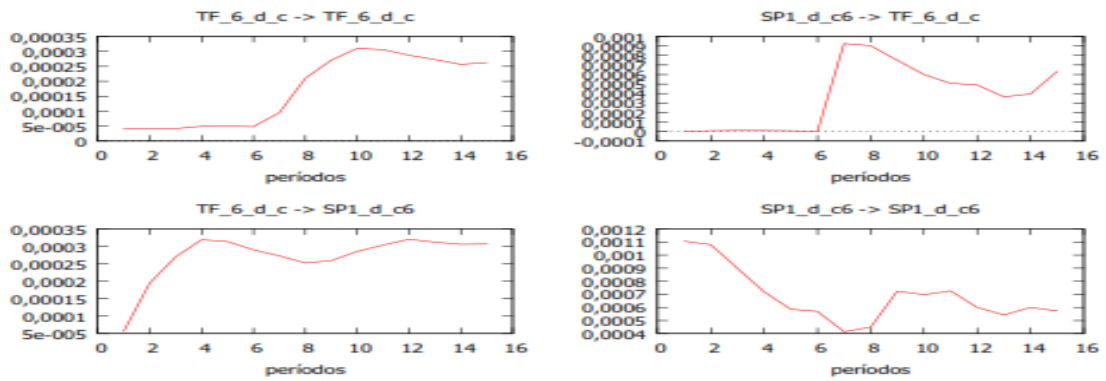 TF_6_d_c -> TF_6_d_c
0,00035
0,0003
0,00025
0,0002
0,00015
0,0001
5e-005
0
0 2 4 6 8 10 12 14 16
períodos
SP1_d_c6 -> TF_6_d_c
0,001
0,0009
0,0008
0,0007
0,0006
0,0005
0,0004
0,0003
0,0002
0,0001
0
-0,0001
0 2 4 6 8 10 12 14 16
períodos
TF_6_d_c -> SP1_d_c6
0,00035
0,0003
0,00025
0,0002
0,00015
0,0001
5e-005
0 2 4 6 8 10 12 14 16
períodos
SP1_d_c6 -> SP1_d_c6
0,0012
0,0011
0,001
0,0009
0,0008
0,0007
0,0006
0,0005
0,0004
0 2 4 6 8 10 12 14 16
períodos